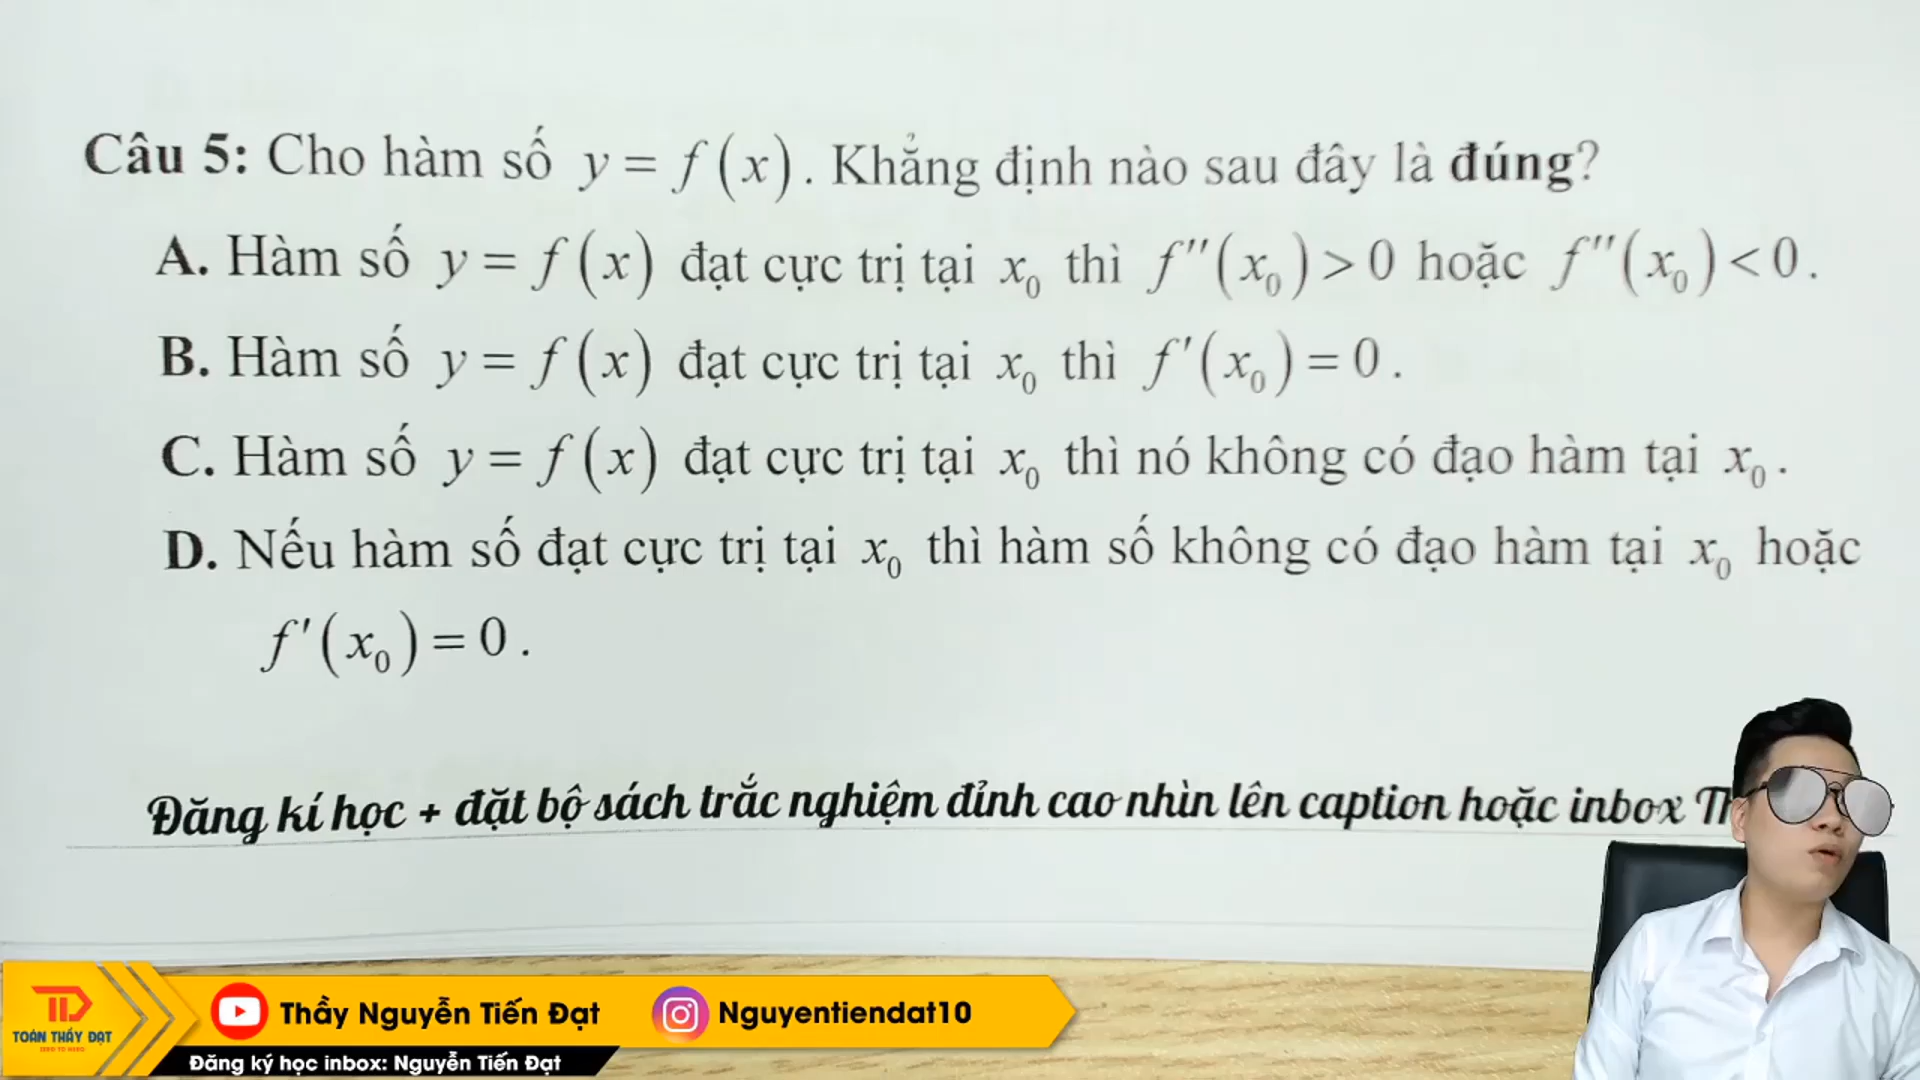 Câu 5: Cho hàm số y = f(x). Khẳng định nào sau đây là đúng?
A. Hàm số y = f(x) đạt cực trị tại x₀ thì f''(x₀) > 0 hoặc f''(x₀) < 0.
B. Hàm số y = f(x) đạt cực trị tại x₀ thì f'(x₀) = 0.
C. Hàm số y = f(x) đạt cực trị tại x₀ thì nó không có đạo hàm tại x₀.
D. Nếu hàm số đạt cực trị tại x₀ thì hàm số không có đạo hàm tại x₀ hoặc
f'(x₀) = 0.
Đăng kí học + đặt bộ sách trắc nghiệm đỉnh cao nhìn lên caption hoặc inbox
TOÁN THẦY ĐẠT
ZERO TO HERO
Thầy Nguyễn Tiến Đạt
Nguyentiendat10
Đăng ký học inbox: Nguyễn Tiến Đạt